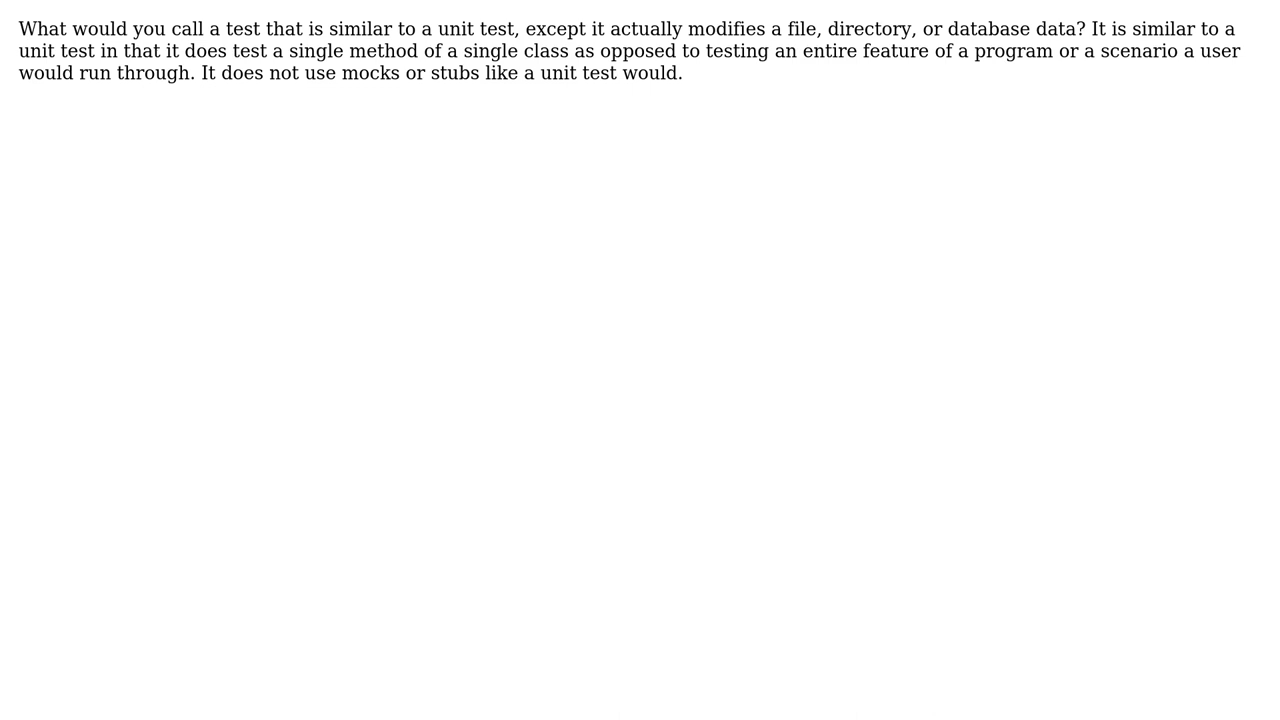 What would you call a test that is similar to a unit test, except it actually modifies a file, directory, or database data? It is similar to a
unit test in that it does test a single method of a single class as opposed to testing an entire feature of a program or a scenario a user
would run through. It does not use mocks or stubs like a unit test would.